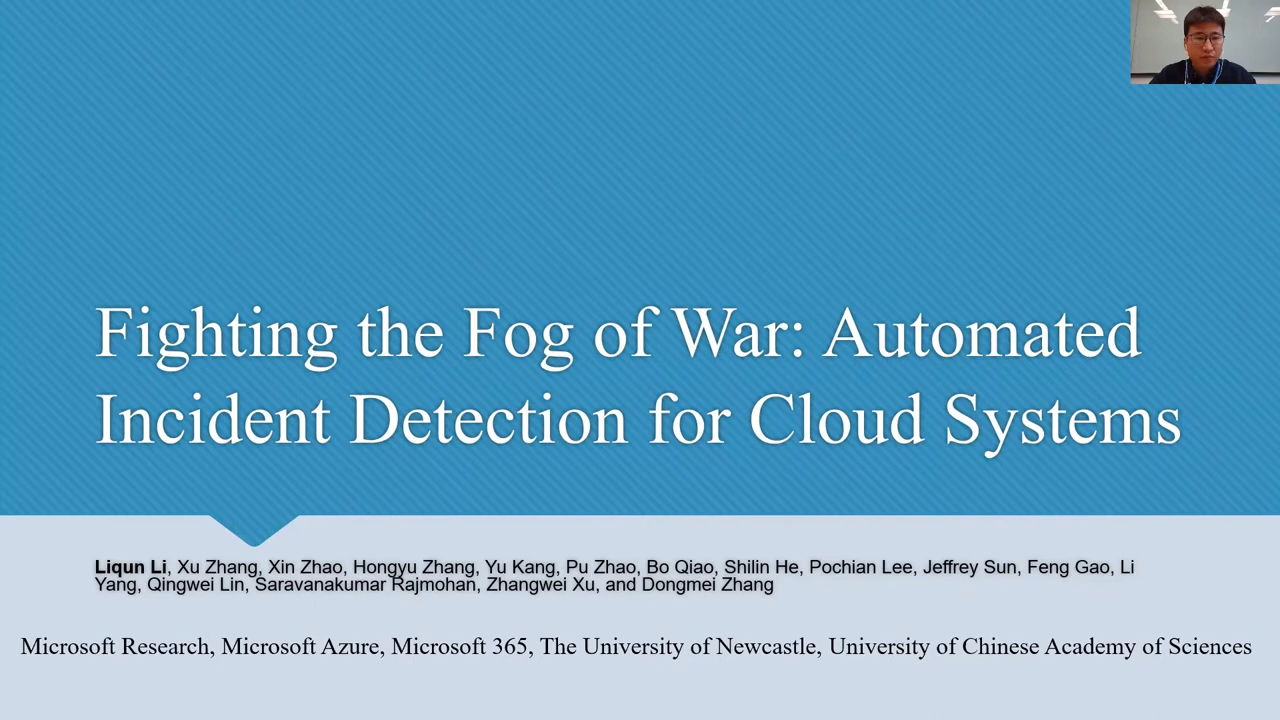 Fighting the Fog of War: Automated
Incident Detection for Cloud Systems
Liqun Li, Xu Zhang, Xin Zhao, Hongyu Zhang, Yu Kang, Pu Zhao, Bo Qiao, Shilin He, Pochian Lee, Jeffrey Sun, Feng Gao, Li
Yang, Qingwei Lin, Saravanakumar Rajmohan, Zhangwei Xu, and Dongmei Zhang
Microsoft Research, Microsoft Azure, Microsoft 365, The University of Newcastle, University of Chinese Academy of Sciences